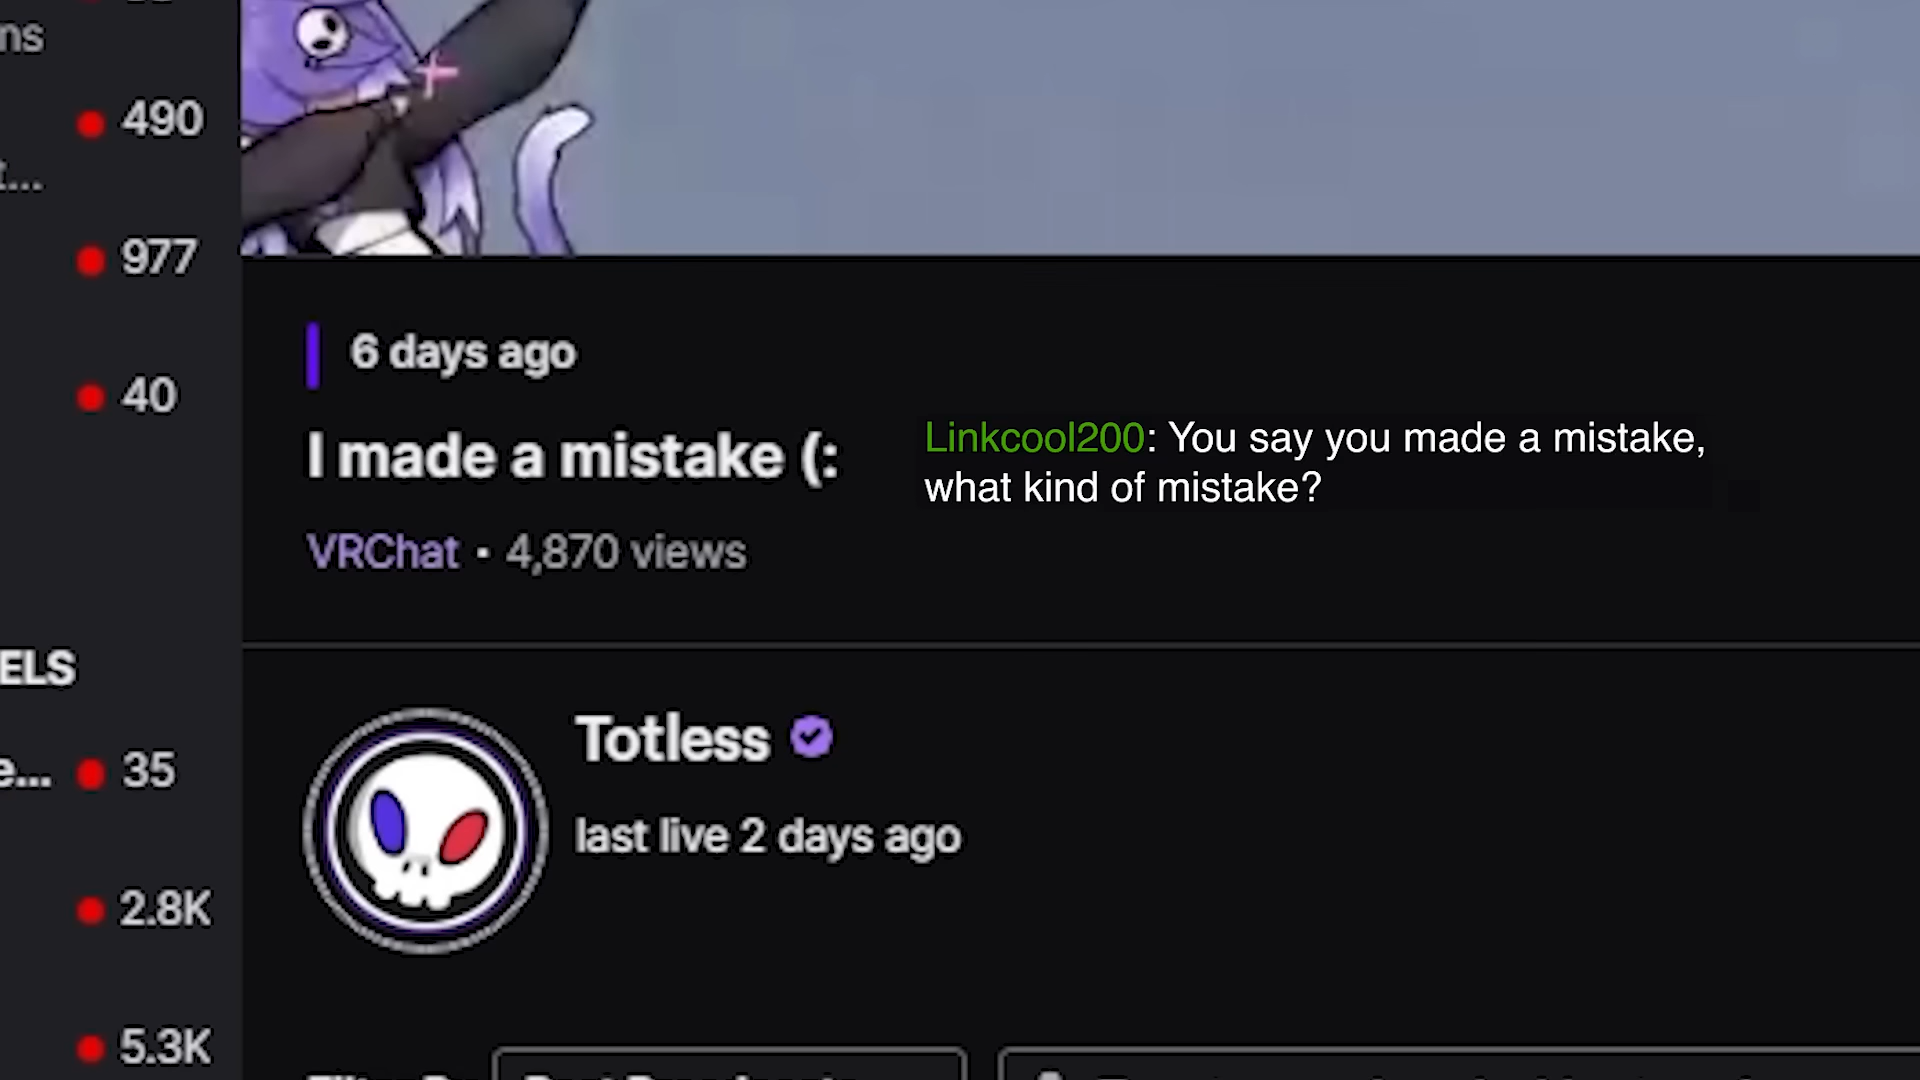 ns
490
t...
977
40
6 days ago
I made a mistake (:
Linkcool200: You say you made a mistake,
what kind of mistake?
VRChat • 4,870 views
ELS
e...
35
Totless
last live 2 days ago
2.8K
5.3K